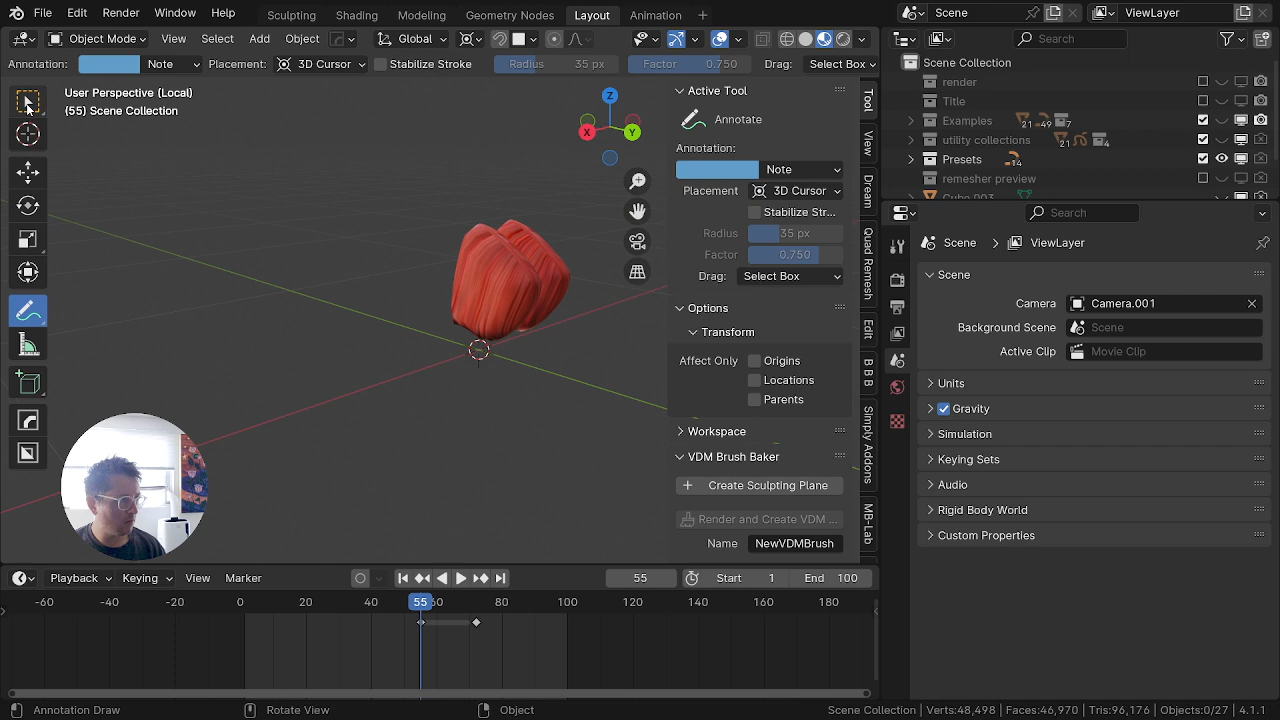 File Edit Render Window Help Sculpting Shading Modeling Geometry Nodes Layout Animation Scene ViewLayer
Object Mode View Select Add Object Global Search
Annotation: Note Placement: 3D Cursor Stabilize Stroke Radius 35 px Factor 0.750 Drag: Select Box
Scene Collection
render
Title
Examples 21 49 7
utility collections 21 4
Presets 14
remesher preview
Cube.003
User Perspective (Local)
(55) Scene Collection
Z
X
Y
Active Tool
Annotate
Annotation:
Note
Placement 3D Cursor
Stabilize Str...
Radius 35 px
Factor 0.750
Drag: Select Box
Options
Transform
Affect Only Origins
Locations
Parents
Workspace
VDM Brush Baker
Create Sculpting Plane
Render and Create VDM ...
Name NewVDMBrush
Tool
View
Dream
Quad Remesh
Edit
B B B
Simply Addons
MB-Lab
Search
Scene ViewLayer
Scene
Camera Camera.001
Background Scene Scene
Active Clip Movie Clip
Units
Gravity
Simulation
Keying Sets
Audio
Rigid Body World
Custom Properties
Playback Keying View Marker 55 Start 1 End 100
-60 -40 -20 0 20 40 55 60 80 100 120 140 160 180
Annotation Draw Rotate View Object Scene Collection | Verts:48,498 | Faces:46,970 | Tris:96,176 | Objects:0/27 | 4.1.1